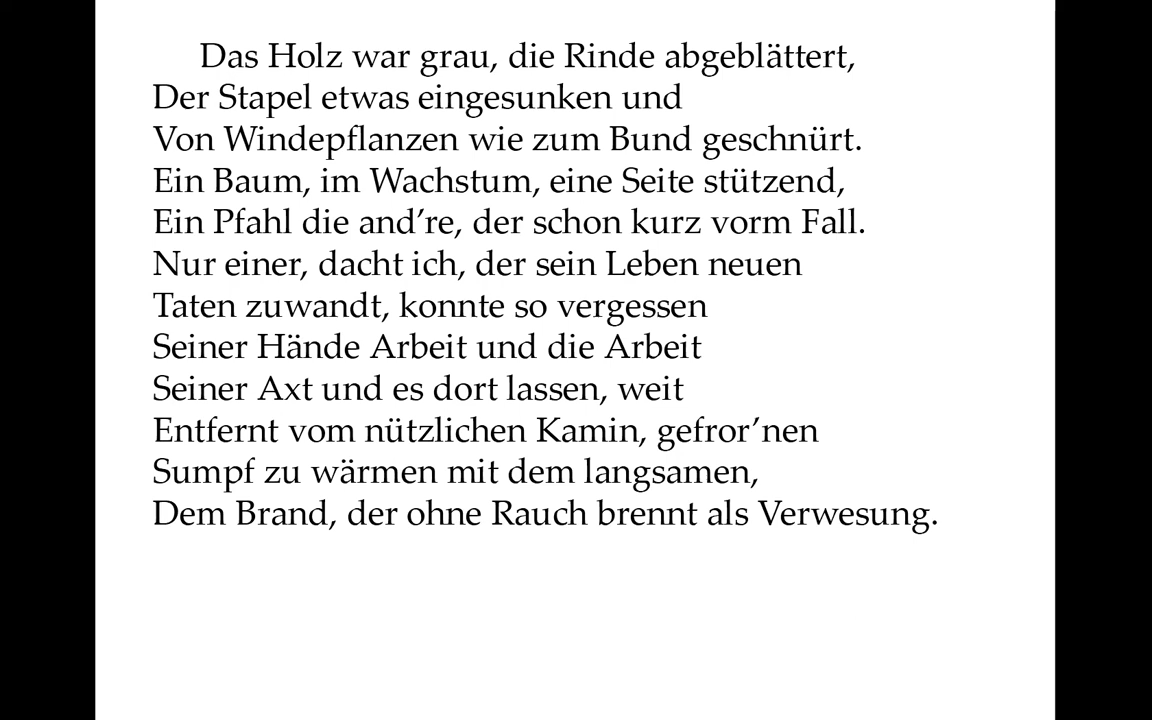 Das Holz war grau, die Rinde abgeblättert,
Der Stapel etwas eingesunken und
Von Windepflanzen wie zum Bund geschnürt.
Ein Baum, im Wachstum, eine Seite stützend,
Ein Pfahl die and’re, der schon kurz vorm Fall.
Nur einer, dacht ich, der sein Leben neuen
Taten zuwandt, konnte so vergessen
Seiner Hände Arbeit und die Arbeit
Seiner Axt und es dort lassen, weit
Entfernt vom nützlichen Kamin, gefror’nen
Sumpf zu wärmen mit dem langsamen,
Dem Brand, der ohne Rauch brennt als Verwesung.